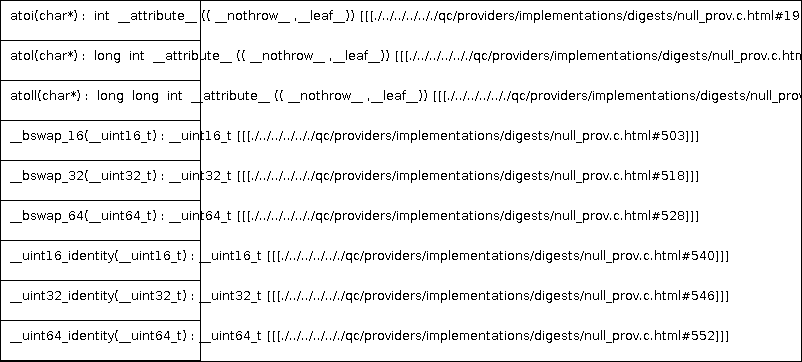 atoi(char*) : int __attribute__ (( __nothrow__ ,__leaf__)) [[[./../../../../../qc/providers/implementations/digests/null_prov.c.html#19
atol(char*) : long int __attribute__ (( __nothrow__ ,__leaf__)) [[[./../../../../../qc/providers/implementations/digests/null_prov.c.htm
atoll(char*) : long long int __attribute__ (( __nothrow__ ,__leaf__)) [[[./../../../../../qc/providers/implementations/digests/null_prov
__bswap_16(__uint16_t) : __uint16_t [[[./../../../../../qc/providers/implementations/digests/null_prov.c.html#503]]]
__bswap_32(__uint32_t) : __uint32_t [[[./../../../../../qc/providers/implementations/digests/null_prov.c.html#518]]]
__bswap_64(__uint64_t) : __uint64_t [[[./../../../../../qc/providers/implementations/digests/null_prov.c.html#528]]]
__uint16_identity(__uint16_t) : __uint16_t [[[./../../../../../qc/providers/implementations/digests/null_prov.c.html#540]]]
__uint32_identity(__uint32_t) : __uint32_t [[[./../../../../../qc/providers/implementations/digests/null_prov.c.html#546]]]
__uint64_identity(__uint64_t) : __uint64_t [[[./../../../../../qc/providers/implementations/digests/null_prov.c.html#552]]]